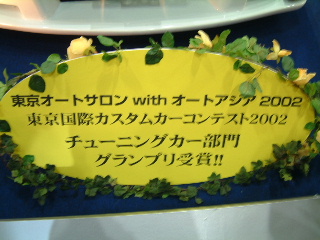 東京オートサロン with オートアジア 2002
東京国際カスタムカーコンテスト2002
チューニングカー部門
グランプリ受賞!!